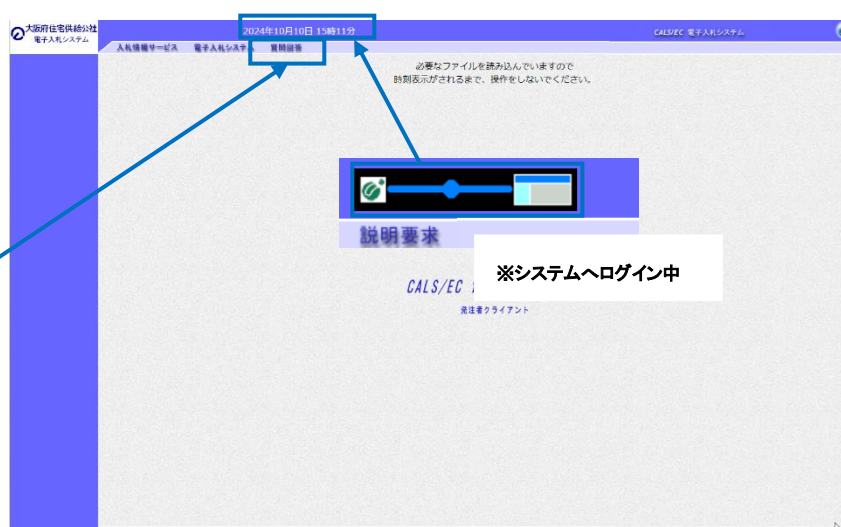 大阪府住宅供給公社
電子入札システム
2024年10月10日 15時11分
CALS/EC 電子入札システム
入札情報サービス 電子入札システム 質問回答
必要なファイルを読み込んでいますので
時刻表示がされるまで、操作をしないでください。
説明要求
※システムへログイン中
CALS/EC
発注者クライアント